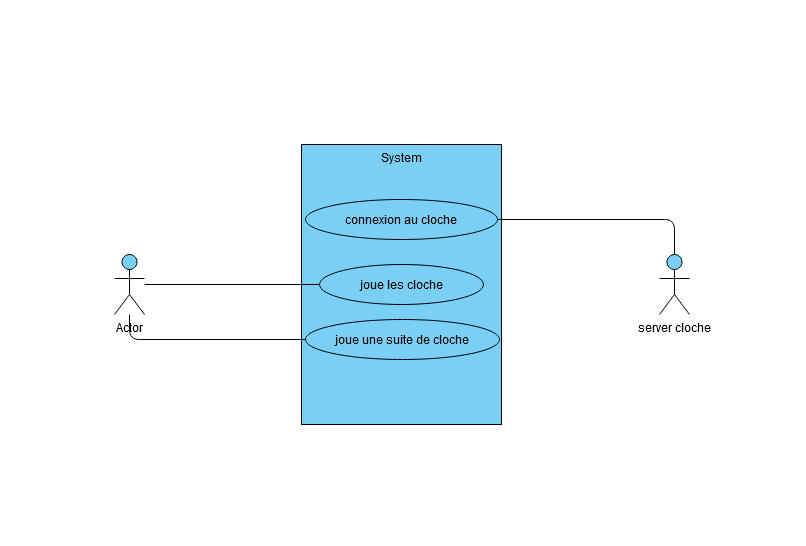 System
connexion au cloche
joue les cloche
joue une suite de cloche
Actor
server cloche